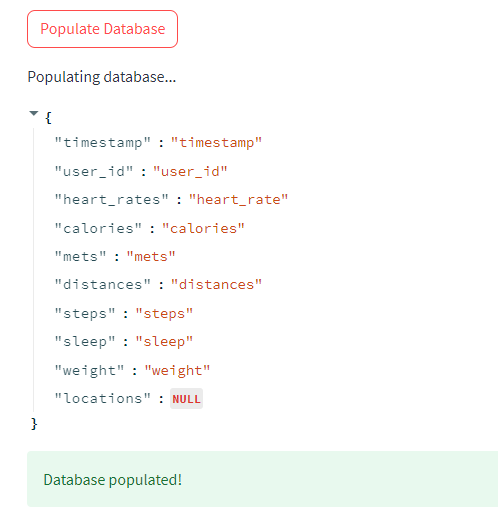 Populate Database
Populating database...
{
"timestamp" : "timestamp"
"user_id" : "user_id"
"heart_rates" : "heart_rate"
"calories" : "calories"
"mets" : "mets"
"distances" : "distances"
"steps" : "steps"
"sleep" : "sleep"
"weight" : "weight"
"locations" : NULL
}
Database populated!